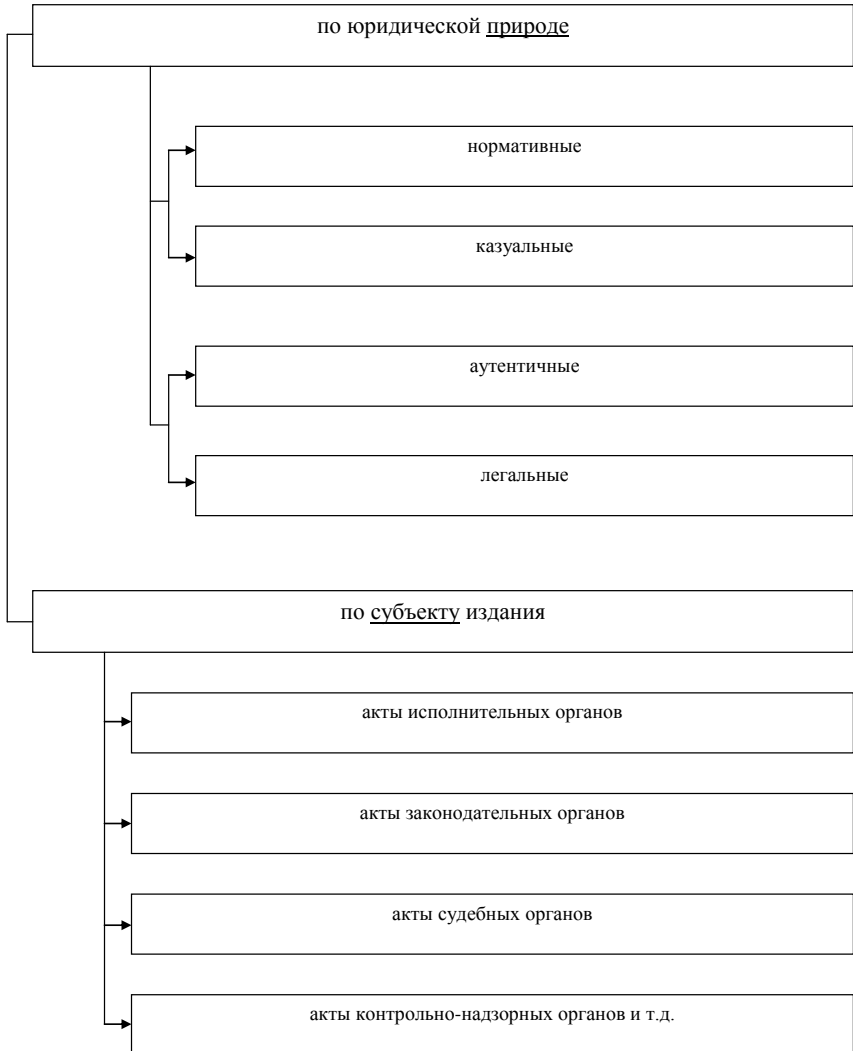 по юридической природе
нормативные
казуальные
аутентичные
легальные
по субъекту издания
акты исполнительных органов
акты законодательных органов
акты судебных органов
акты контрольно-надзорных органов и т.д.